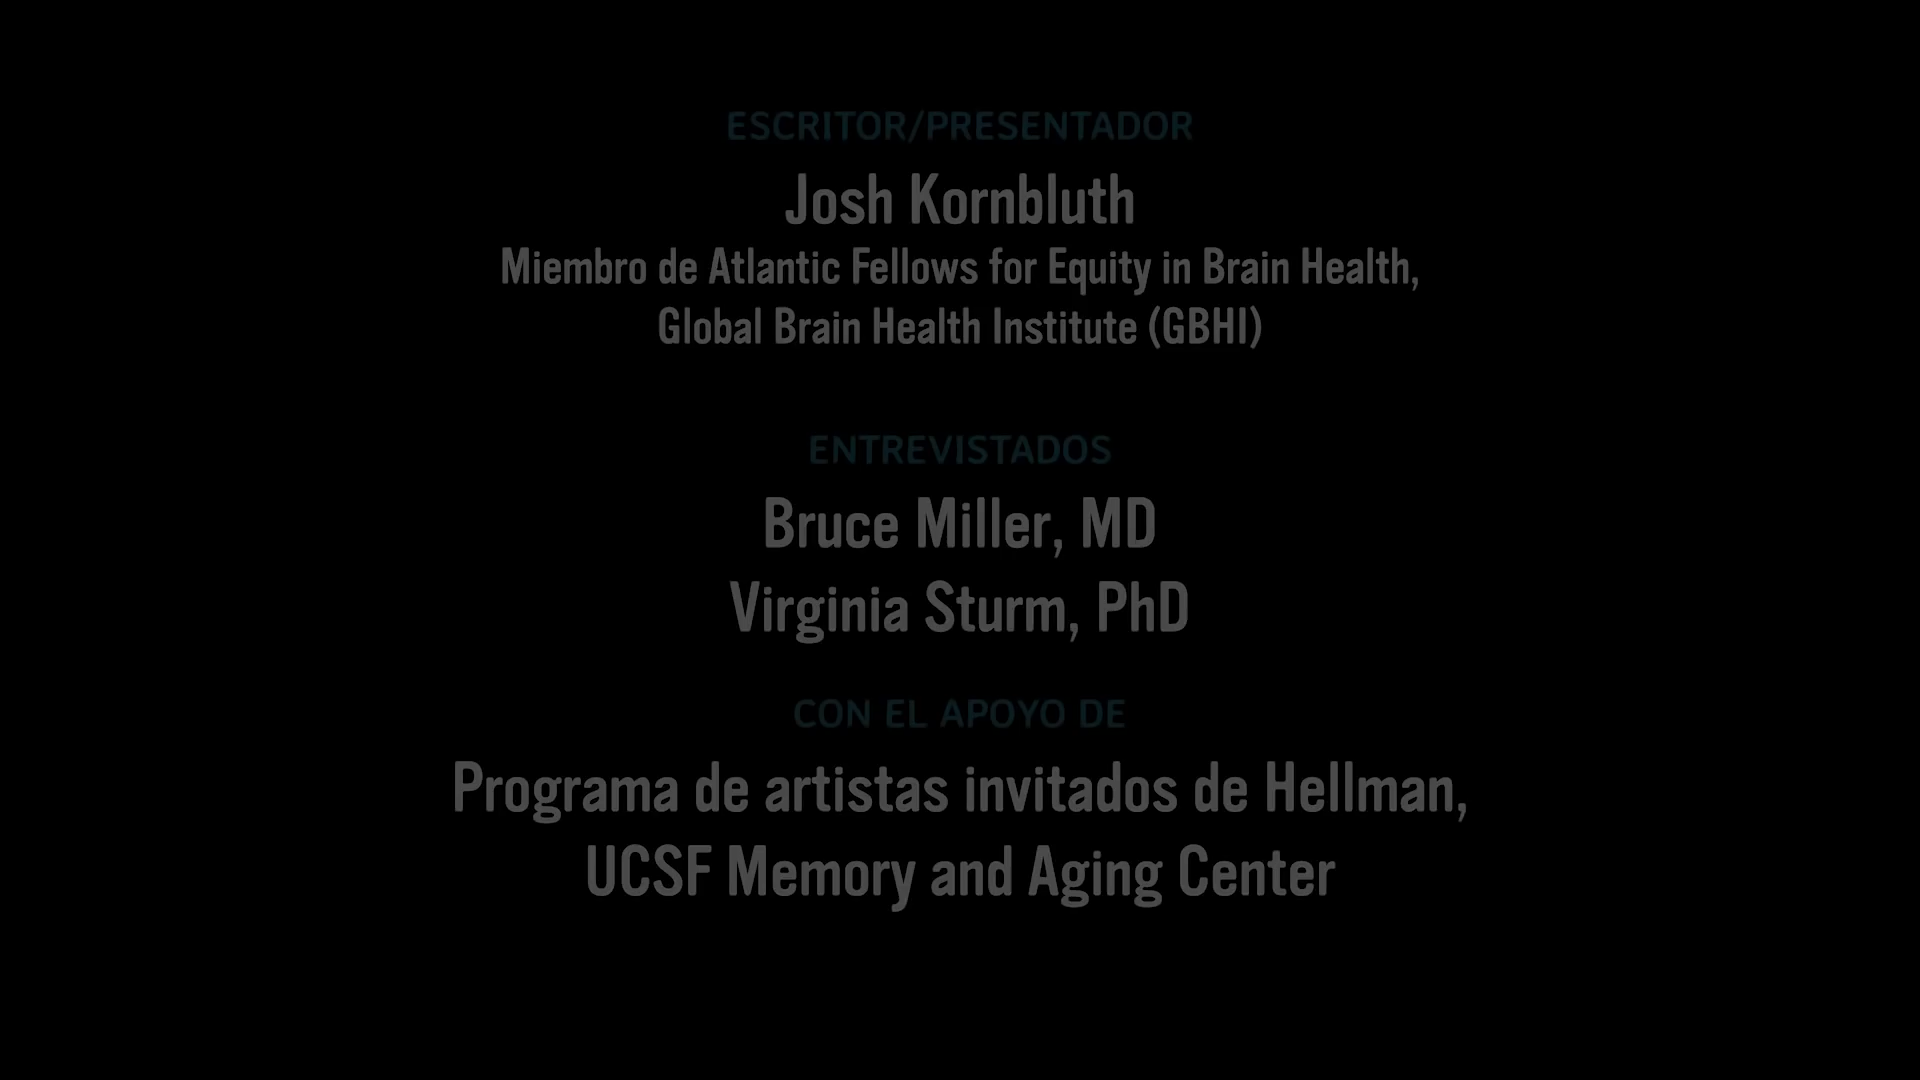 ESCRITOR/PRESENTADOR
Josh Kornbluth
Miembro de Atlantic Fellows for Equity in Brain Health,
Global Brain Health Institute (GBHI)
ENTREVISTADOS
Bruce Miller, MD
Virginia Sturm, PhD
CON EL APOYO DE
Programa de artistas invitados de Hellman,
UCSF Memory and Aging Center